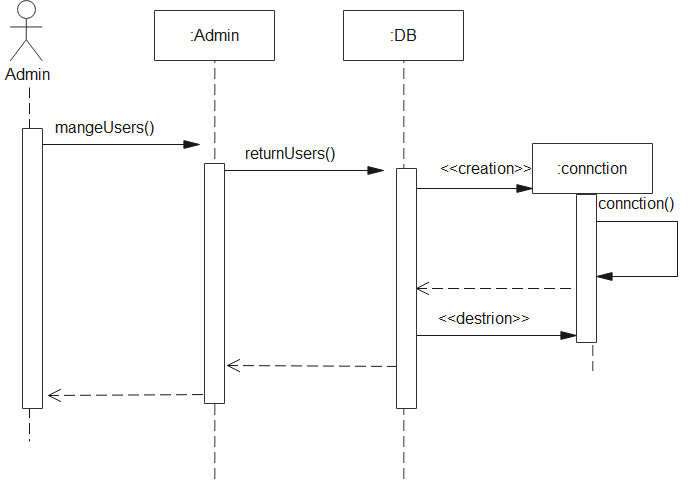 :Admin
:DB
Admin
mangeUsers()
returnUsers()
<<creation>>
:connction
connction()
<<destrion>>